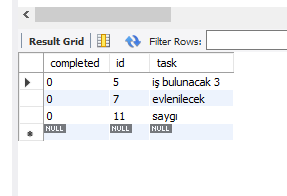 Result Grid Filter Rows:
completed id task
0 5 iş bulunacak 3
0 7 evlenilecek
0 11 saygı
NULL NULL NULL